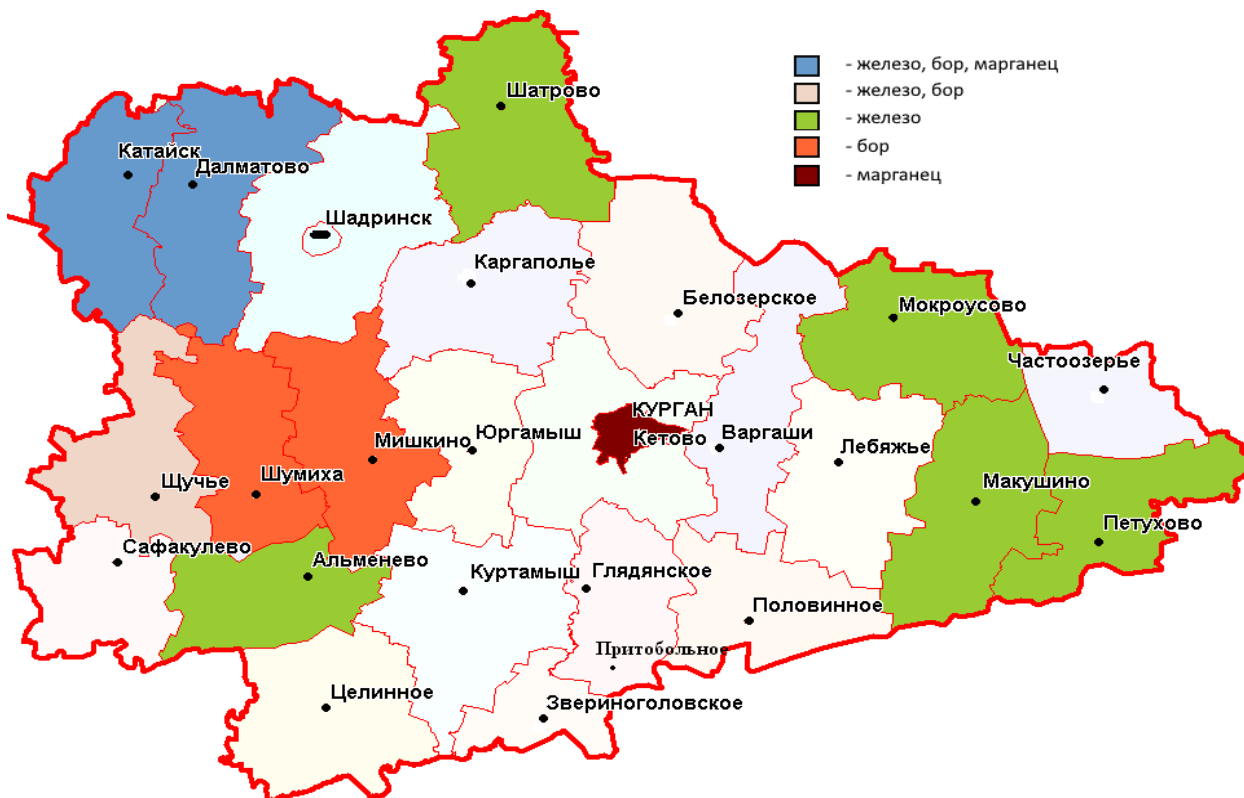 - железо, бор, марганец
- железо, бор
- железо
- бор
- марганец
Шатрово
Катайск
Далматово
Шадринск
Каргаполье
Белозерское
Мокроусово
Частоозерье
КУРГАН
Кетово
Варгаши
Юргамыш
Мишкино
Лебяжье
Шумиха
Щучье
Макушино
Петухово
Сафакулево
Альменево
Куртамыш
Глядянское
Половинное
Притобольное
Целинное
Звериноголовское